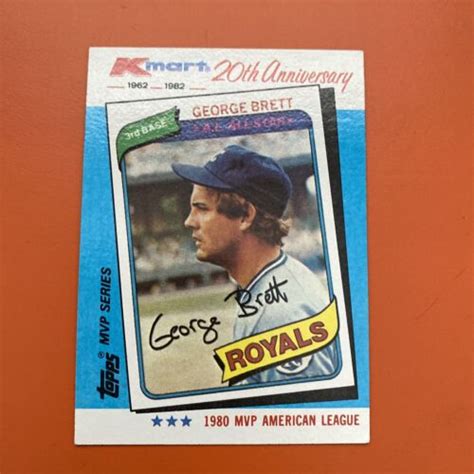 Kmart 20th Anniversary
1962 1982
GEORGE BRETT
3rd BASE
A.L. ALL-STAR
George Brett
ROYALS
TOPPS® MVP SERIES
★★★ 1980 MVP AMERICAN LEAGUE